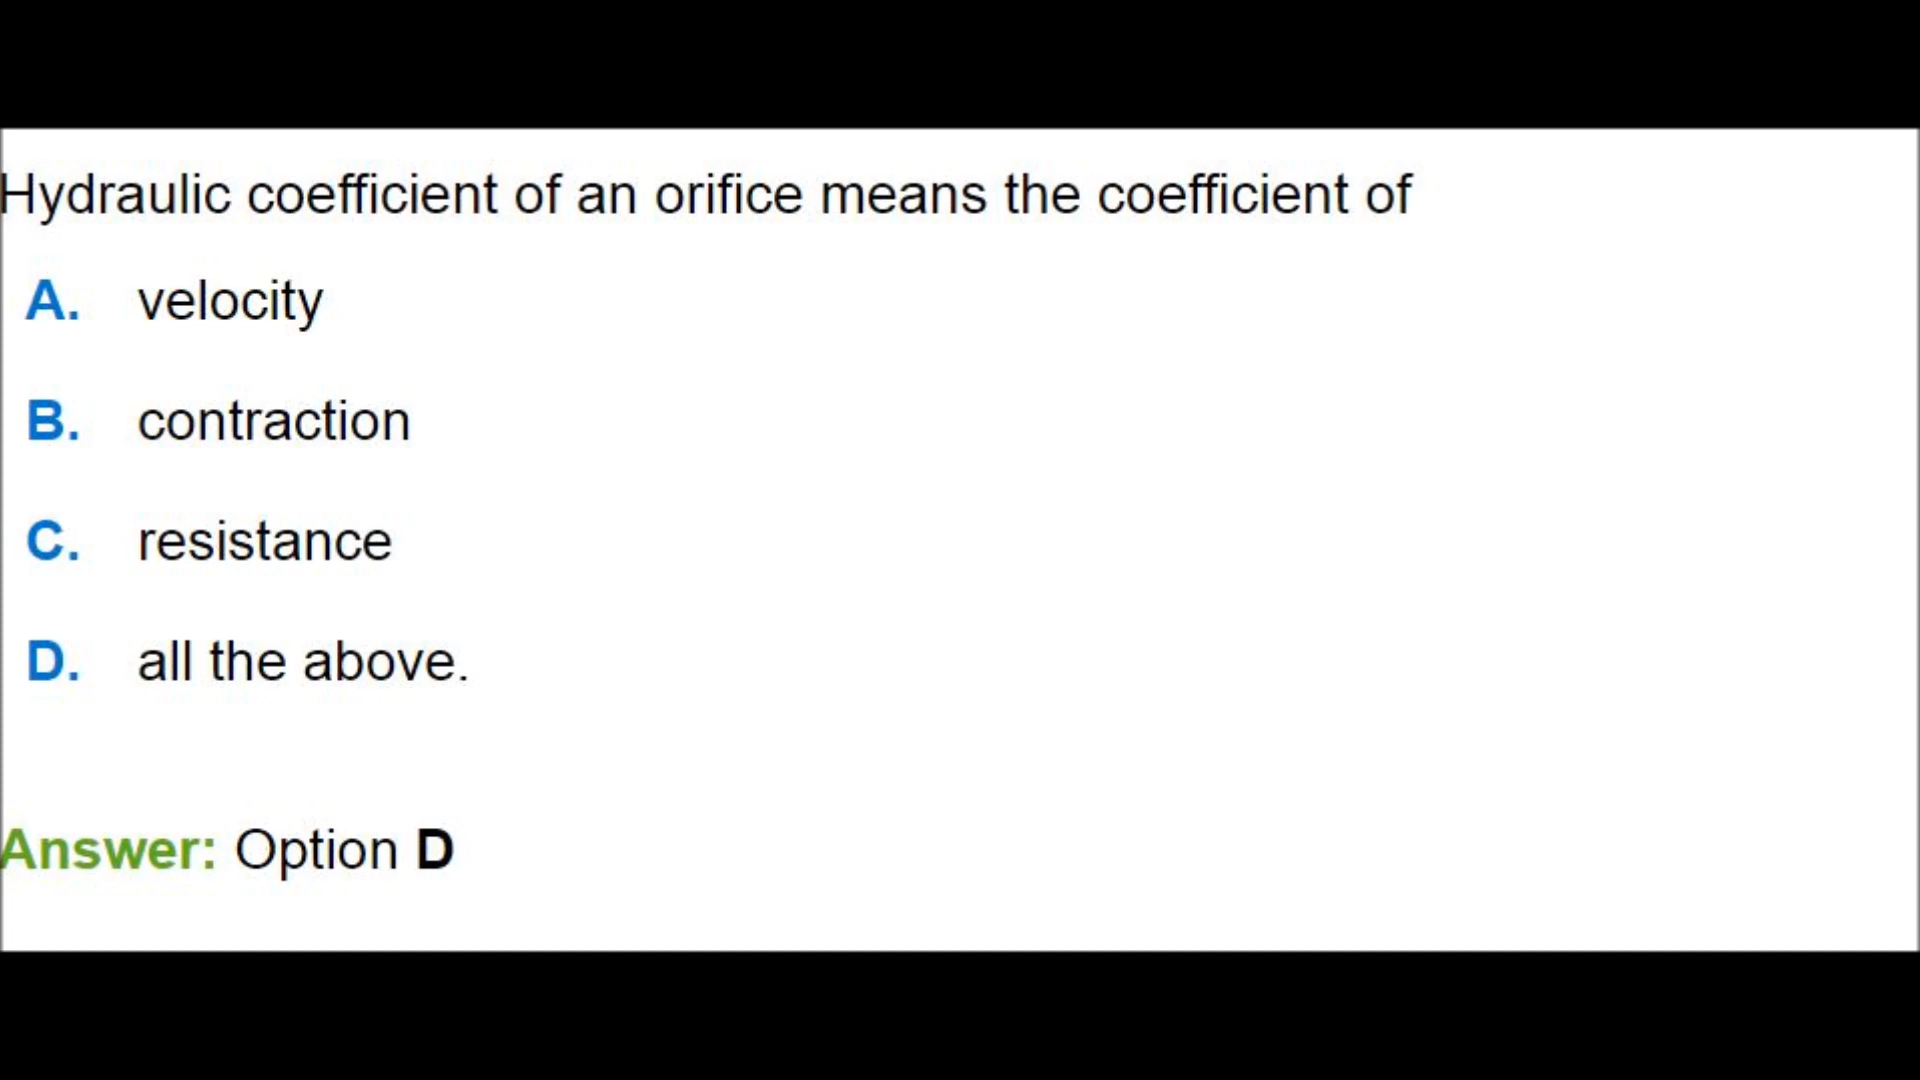 Hydraulic coefficient of an orifice means the coefficient of
A. velocity
B. contraction
C. resistance
D. all the above.
Answer: Option D